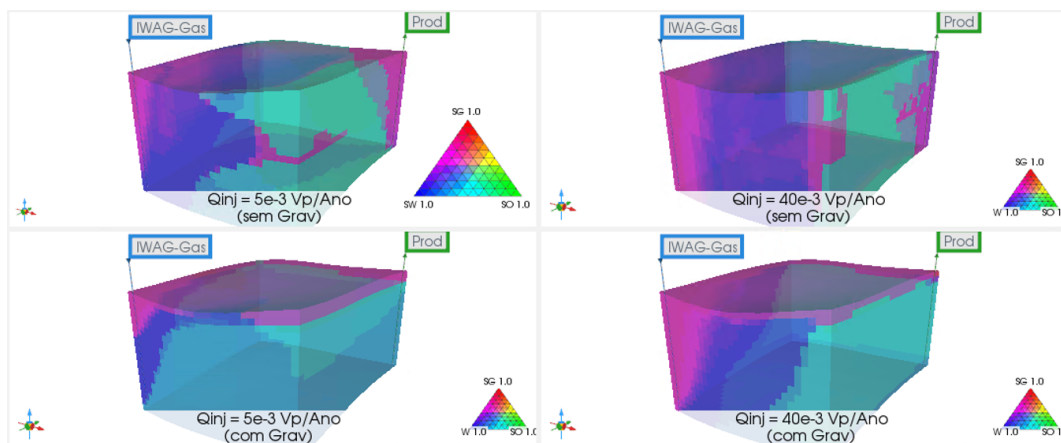 IWAG-Gas
Prod
SG 1.0
SW 1.0
SO 1.0
Qinj = 5e-3 Vp/Ano
(sem Grav)
IWAG-Gas
Prod
SG 1.0
W 1.0
SO 1.
Qinj = 40e-3 Vp/Ano
(sem Grav)
IWAG-Gas
Prod
SG 1.0
W 1.0
SO 1.
Qinj = 5e-3 Vp/Ano
(com Grav)
IWAG-Gas
Prod
SG 1.0
W 1.0
SO 1.
Qinj = 40e-3 Vp/Ano
(com Grav)